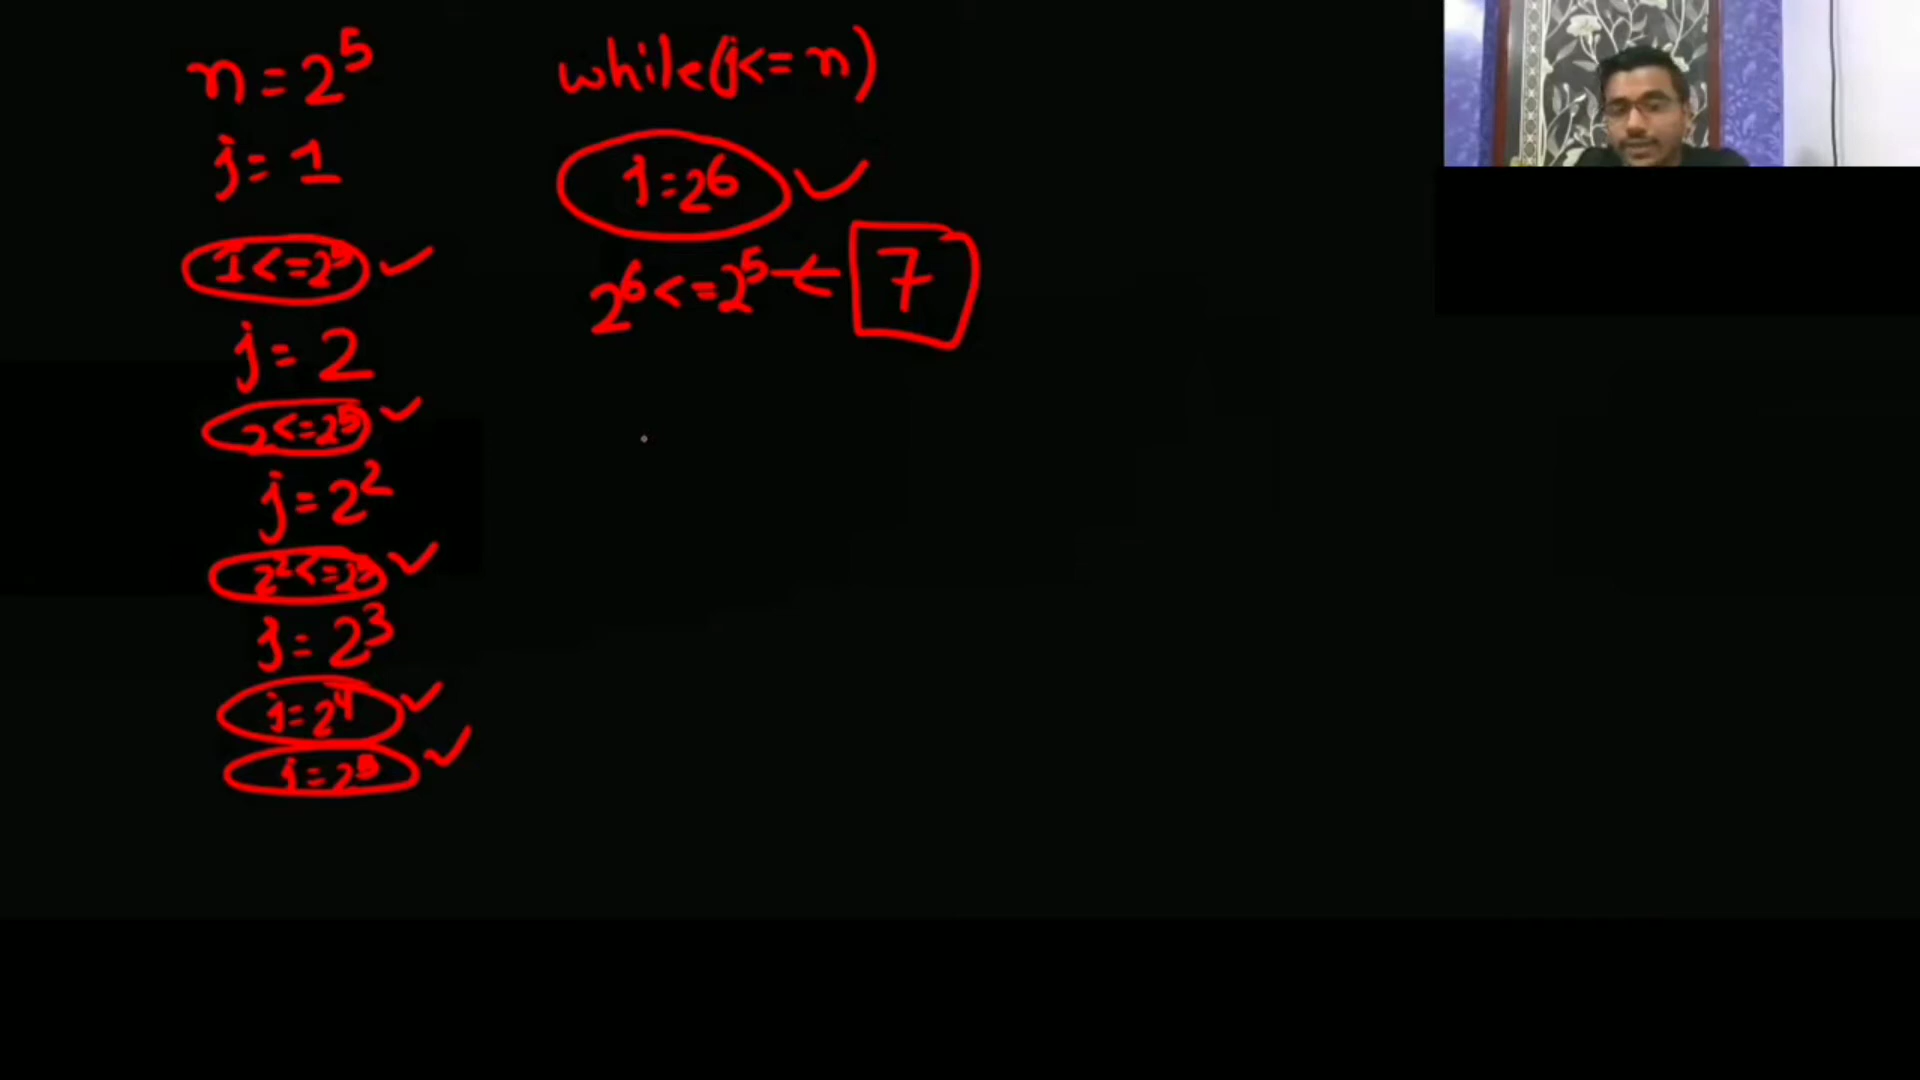 n = 2^5
j = 1
1 <= 2^5
j = 2
2 <= 2^5
j = 2^2
2^2 <= 2^5
j = 2^3
j = 2^4
j = 2^5
while(j <= n)
j = 2^6
2^6 <= 2^5 ← 7